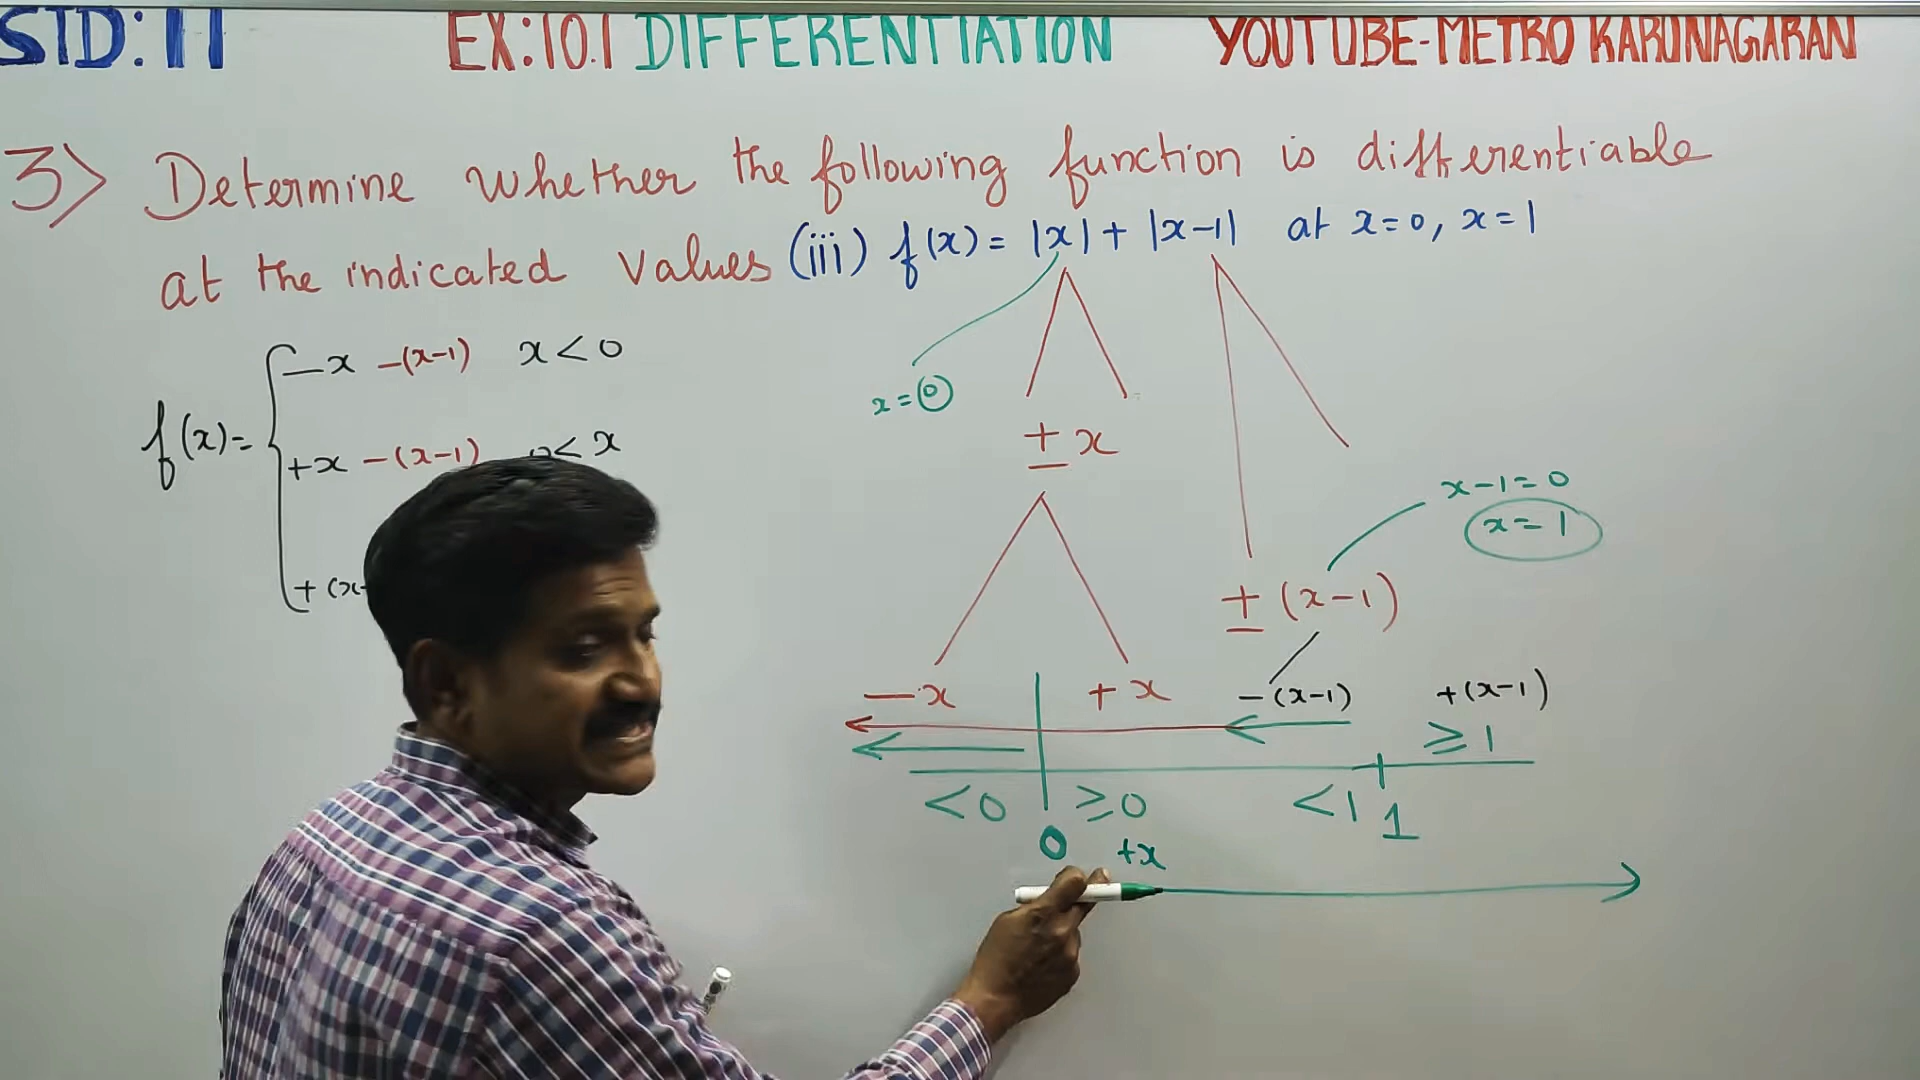 STD: 11 EX:10.1 DIFFERENTIATION YOUTUBE-METRO KARUNAGARAN
3> Determine whether the following function is differentiable
at the indicated values (iii) f(x) = |x| + |x-1| at x=0, x=1
f(x) =
-x -(x-1) x < 0
+x -(x-1) < x
+ (x-
x = 0
± x
x-1=0
x = 1
± (x-1)
-x +x -(x-1) +(x-1)
≥ 1
<0 ≥0 <1 1
0 +x